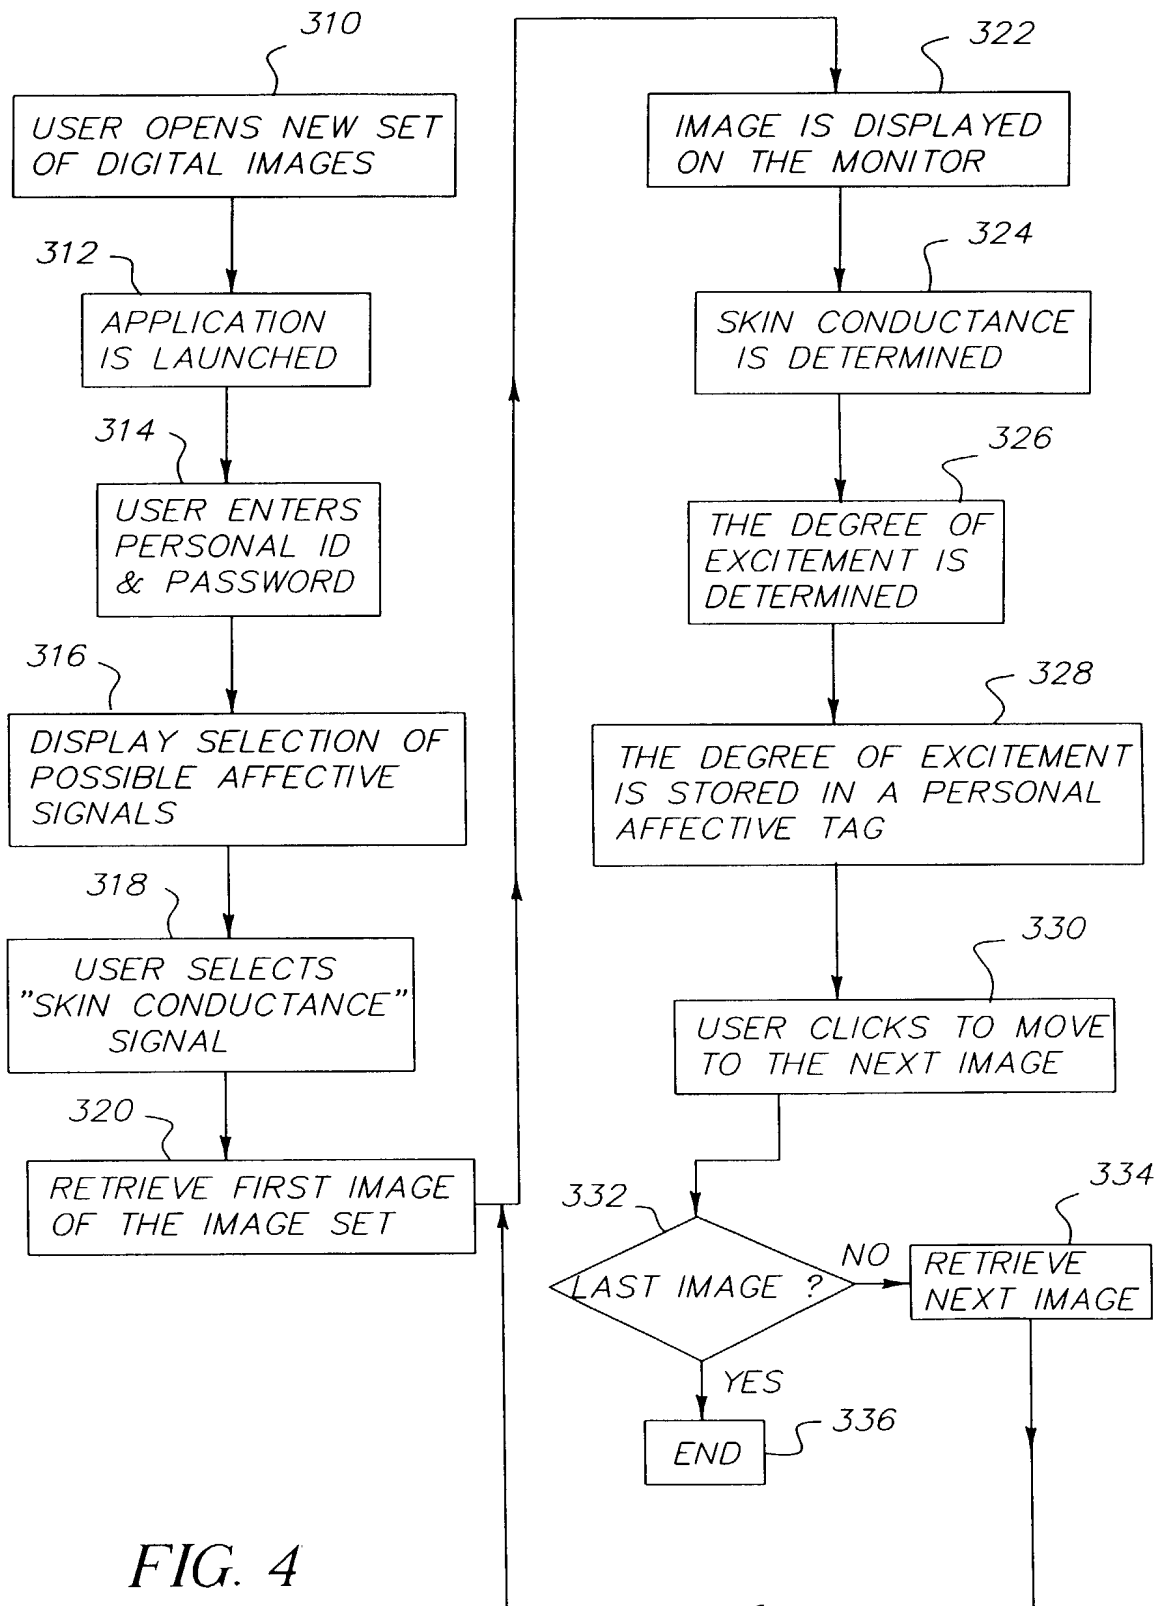 310
USER OPENS NEW SET
OF DIGITAL IMAGES
312
APPLICATION
IS LAUNCHED
314
USER ENTERS
PERSONAL ID
& PASSWORD
316
DISPLAY SELECTION OF
POSSIBLE AFFECTIVE
SIGNALS
318
USER SELECTS
"SKIN CONDUCTANCE"
SIGNAL
320
RETRIEVE FIRST IMAGE
OF THE IMAGE SET
322
IMAGE IS DISPLAYED
ON THE MONITOR
324
SKIN CONDUCTANCE
IS DETERMINED
326
THE DEGREE OF
EXCITEMENT IS
DETERMINED
328
THE DEGREE OF EXCITEMENT
IS STORED IN A PERSONAL
AFFECTIVE TAG
330
USER CLICKS TO MOVE
TO THE NEXT IMAGE
332
LAST IMAGE ?
NO
334
RETRIEVE
NEXT IMAGE
YES
336
END
FIG. 4